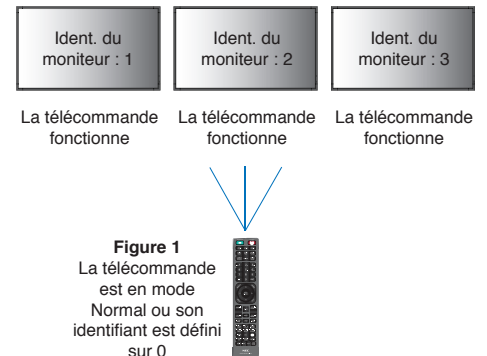 Ident. du
moniteur : 1
Ident. du
moniteur : 2
Ident. du
moniteur : 3
La télécommande
fonctionne
La télécommande
fonctionne
La télécommande
fonctionne
Figure 1
La télécommande
est en mode
Normal ou son
identifiant est défini
sur 0